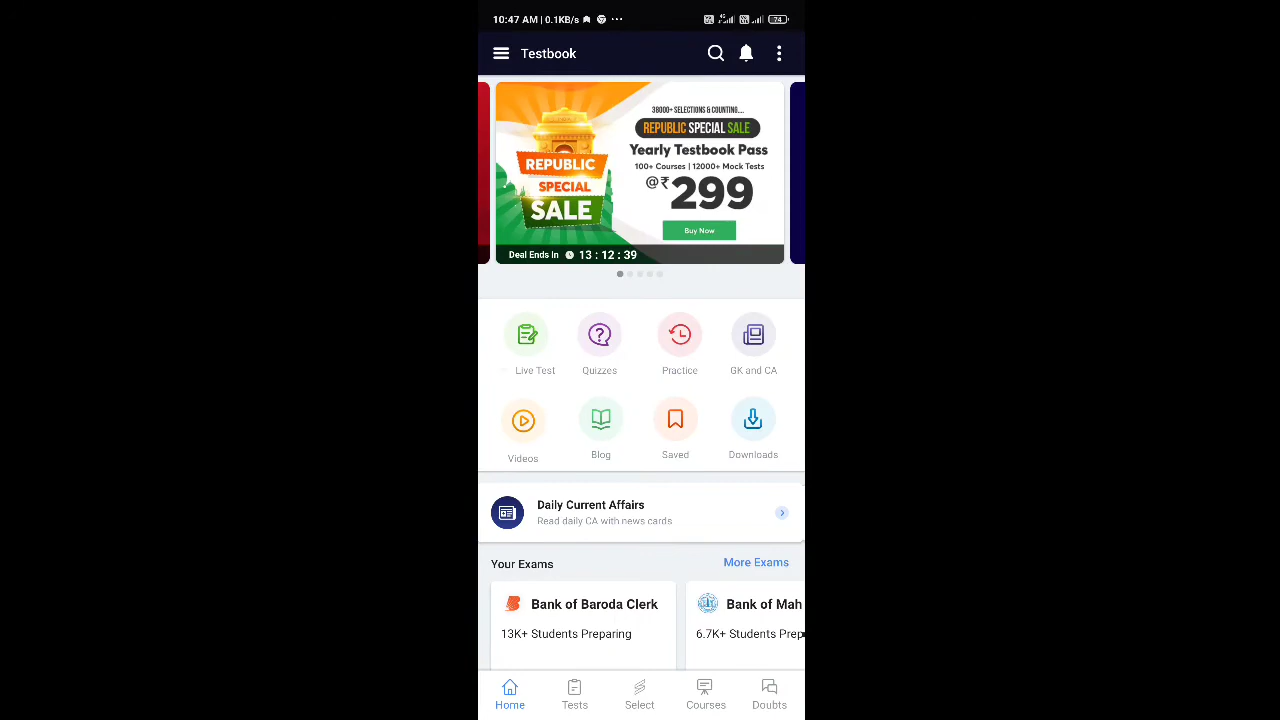 10:47 AM | 0.1KB/s ...
74
Testbook
38000+ SELECTIONS & COUNTING....
REPUBLIC SPECIAL SALE
Yearly Testbook Pass
100+ Courses | 12000+ Mock Tests
@₹299
Buy Now
REPUBLIC
SPECIAL
SALE
Deal Ends In 13 : 12 : 39
Live Test Quizzes Practice GK and CA
Videos Blog Saved Downloads
Daily Current Affairs
Read daily CA with news cards
Your Exams More Exams
Bank of Baroda Clerk
13K+ Students Preparing
Bank of Mah
6.7K+ Students Prep
Home Tests Select Courses Doubts